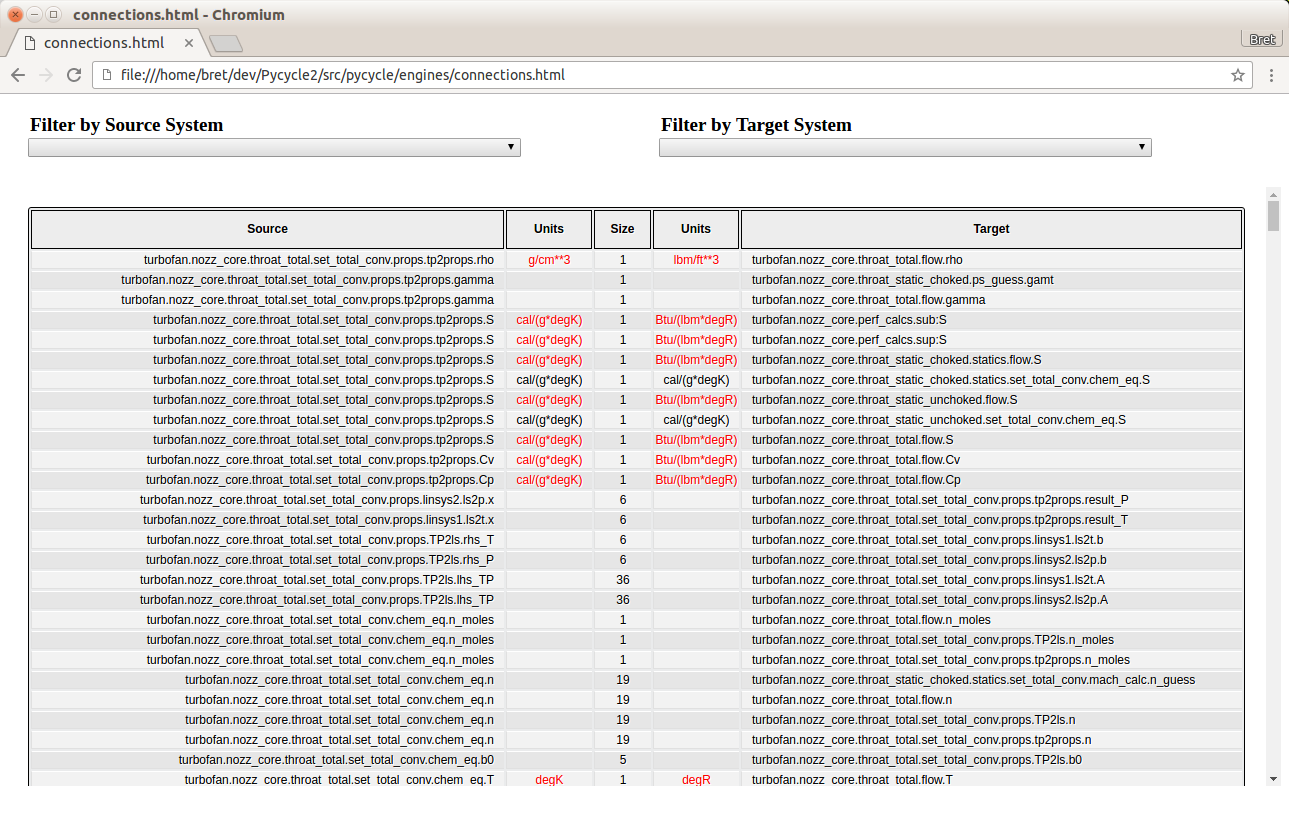 connections.html - Chromium
connections.html
Bret
file:///home/bret/dev/Pycycle2/src/pycycle/engines/connections.html
Filter by Source System Filter by Target System
Source Units Size Units Target
turbofan.nozz_core.throat_total.set_total_conv.props.tp2props.rho g/cm**3 1 lbm/ft**3 turbofan.nozz_core.throat_total.flow.rho
turbofan.nozz_core.throat_total.set_total_conv.props.tp2props.gamma 1 turbofan.nozz_core.throat_static_choked.ps_guess.gamt
turbofan.nozz_core.throat_total.set_total_conv.props.tp2props.gamma 1 turbofan.nozz_core.throat_total.flow.gamma
turbofan.nozz_core.throat_total.set_total_conv.props.tp2props.S cal/(g*degK) 1 Btu/(lbm*degR) turbofan.nozz_core.perf_calcs.sub:S
turbofan.nozz_core.throat_total.set_total_conv.props.tp2props.S cal/(g*degK) 1 Btu/(lbm*degR) turbofan.nozz_core.perf_calcs.sup:S
turbofan.nozz_core.throat_total.set_total_conv.props.tp2props.S cal/(g*degK) 1 Btu/(lbm*degR) turbofan.nozz_core.throat_static_choked.statics.flow.S
turbofan.nozz_core.throat_total.set_total_conv.props.tp2props.S cal/(g*degK) 1 cal/(g*degK) turbofan.nozz_core.throat_static_choked.statics.set_total_conv.chem_eq.S
turbofan.nozz_core.throat_total.set_total_conv.props.tp2props.S cal/(g*degK) 1 Btu/(lbm*degR) turbofan.nozz_core.throat_static_unchoked.flow.S
turbofan.nozz_core.throat_total.set_total_conv.props.tp2props.S cal/(g*degK) 1 cal/(g*degK) turbofan.nozz_core.throat_static_unchoked.set_total_conv.chem_eq.S
turbofan.nozz_core.throat_total.set_total_conv.props.tp2props.S cal/(g*degK) 1 Btu/(lbm*degR) turbofan.nozz_core.throat_total.flow.S
turbofan.nozz_core.throat_total.set_total_conv.props.tp2props.Cv cal/(g*degK) 1 Btu/(lbm*degR) turbofan.nozz_core.throat_total.flow.Cv
turbofan.nozz_core.throat_total.set_total_conv.props.tp2props.Cp cal/(g*degK) 1 Btu/(lbm*degR) turbofan.nozz_core.throat_total.flow.Cp
turbofan.nozz_core.throat_total.set_total_conv.props.linsys2.ls2p.x 6 turbofan.nozz_core.throat_total.set_total_conv.props.tp2props.result_P
turbofan.nozz_core.throat_total.set_total_conv.props.linsys1.ls2t.x 6 turbofan.nozz_core.throat_total.set_total_conv.props.tp2props.result_T
turbofan.nozz_core.throat_total.set_total_conv.props.TP2ls.rhs_T 6 turbofan.nozz_core.throat_total.set_total_conv.props.linsys1.ls2t.b
turbofan.nozz_core.throat_total.set_total_conv.props.TP2ls.rhs_P 6 turbofan.nozz_core.throat_total.set_total_conv.props.linsys2.ls2p.b
turbofan.nozz_core.throat_total.set_total_conv.props.TP2ls.lhs_TP 36 turbofan.nozz_core.throat_total.set_total_conv.props.linsys1.ls2t.A
turbofan.nozz_core.throat_total.set_total_conv.props.TP2ls.lhs_TP 36 turbofan.nozz_core.throat_total.set_total_conv.props.linsys2.ls2p.A
turbofan.nozz_core.throat_total.set_total_conv.chem_eq.n_moles 1 turbofan.nozz_core.throat_total.flow.n_moles
turbofan.nozz_core.throat_total.set_total_conv.chem_eq.n_moles 1 turbofan.nozz_core.throat_total.set_total_conv.props.TP2ls.n_moles
turbofan.nozz_core.throat_total.set_total_conv.chem_eq.n_moles 1 turbofan.nozz_core.throat_total.set_total_conv.props.tp2props.n_moles
turbofan.nozz_core.throat_total.set_total_conv.chem_eq.n 19 turbofan.nozz_core.throat_static_choked.statics.set_total_conv.mach_calc.n_guess
turbofan.nozz_core.throat_total.set_total_conv.chem_eq.n 19 turbofan.nozz_core.throat_total.flow.n
turbofan.nozz_core.throat_total.set_total_conv.chem_eq.n 19 turbofan.nozz_core.throat_total.set_total_conv.props.TP2ls.n
turbofan.nozz_core.throat_total.set_total_conv.chem_eq.n 19 turbofan.nozz_core.throat_total.set_total_conv.props.tp2props.n
turbofan.nozz_core.throat_total.set_total_conv.chem_eq.b0 5 turbofan.nozz_core.throat_total.set_total_conv.props.TP2ls.b0
turbofan.nozz_core.throat_total.set_total_conv.chem_eq.T degK 1 degR turbofan.nozz_core.throat_total.flow.T